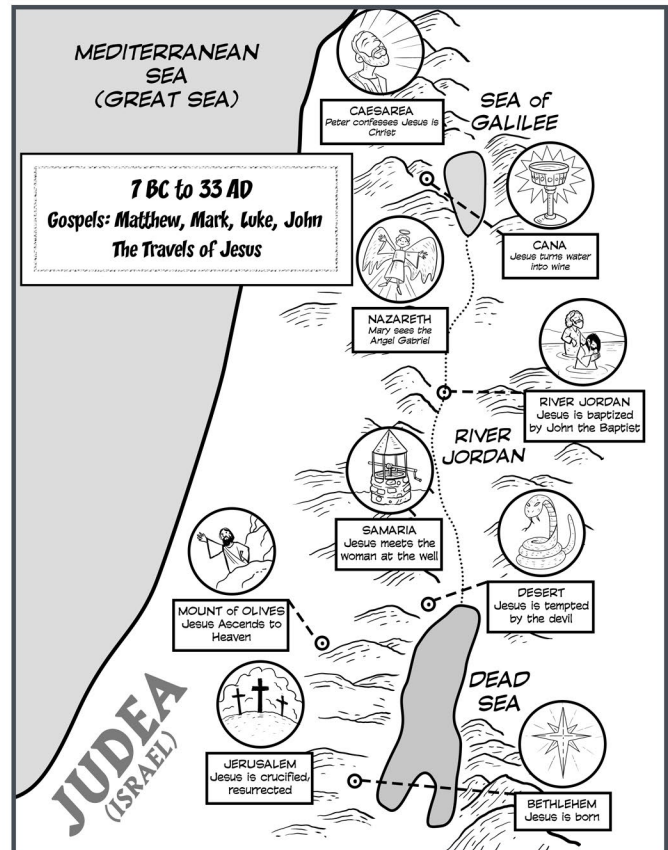 MEDITERRANEAN
SEA
(GREAT SEA)
CAESAREA
Peter confesses Jesus is
Christ
SEA of
GALILEE
7 BC to 33 AD
Gospels: Matthew, Mark, Luke, John
The Travels of Jesus
CANA
Jesus turns water
into wine
NAZARETH
Mary sees the
Angel Gabriel
RIVER JORDAN
Jesus is baptized
by John the Baptist
RIVER
JORDAN
SAMARIA
Jesus meets the
woman at the well
DESERT
Jesus is tempted
by the devil
MOUNT of OLIVES
Jesus Ascends to
Heaven
DEAD
SEA
JUDEA
(ISRAEL)
JERUSALEM
Jesus is crucified,
resurrected
BETHLEHEM
Jesus is born